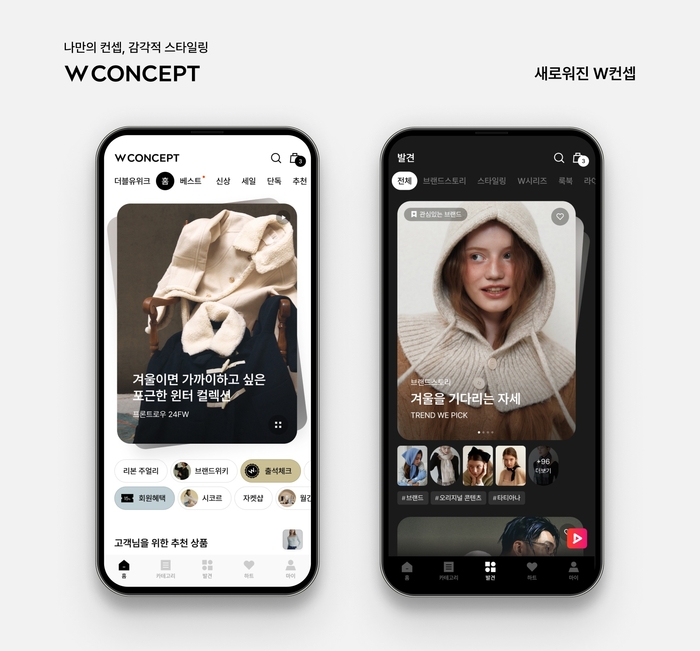 나만의 컨셉, 감각적 스타일링
W CONCEPT
새로워진 W컨셉
W CONCEPT
3
더블유위크 홈 베스트 신상 세일 단독 추천
겨울이면 가까이하고 싶은
포근한 윈터 컬렉션
프론트로우 24FW
리본 주얼리 브랜드위키 출석체크
회원혜택 시코르 자켓샵 월간
고객님을 위한 추천 상품
홈 카테고리 발견 하트 마이
발견
3
전체 브랜드스토리 스타일링 W시리즈 룩북
관심있는 브랜드
브랜드스토리
겨울을 기다리는 자세
TREND WE PICK
+96
더보기
#브랜드 #오리지널 콘텐츠 #타티아나
홈 카테고리 발견 하트 마이